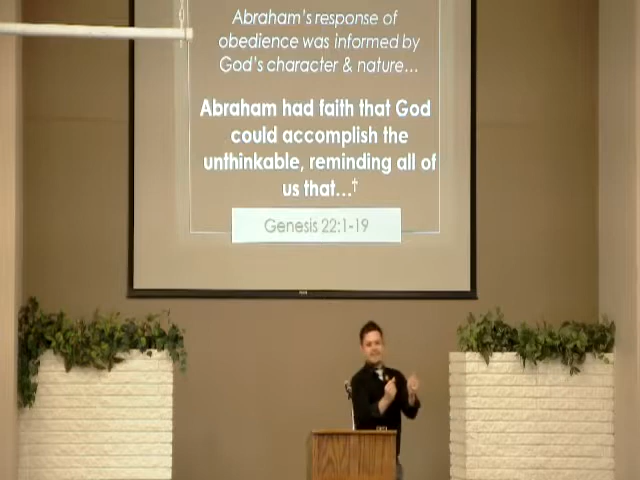 Abraham's response of
obedience was informed by
God's character & nature...
Abraham had faith that God
could accomplish the
unthinkable, reminding all of
us that...†
Genesis 22:1-19